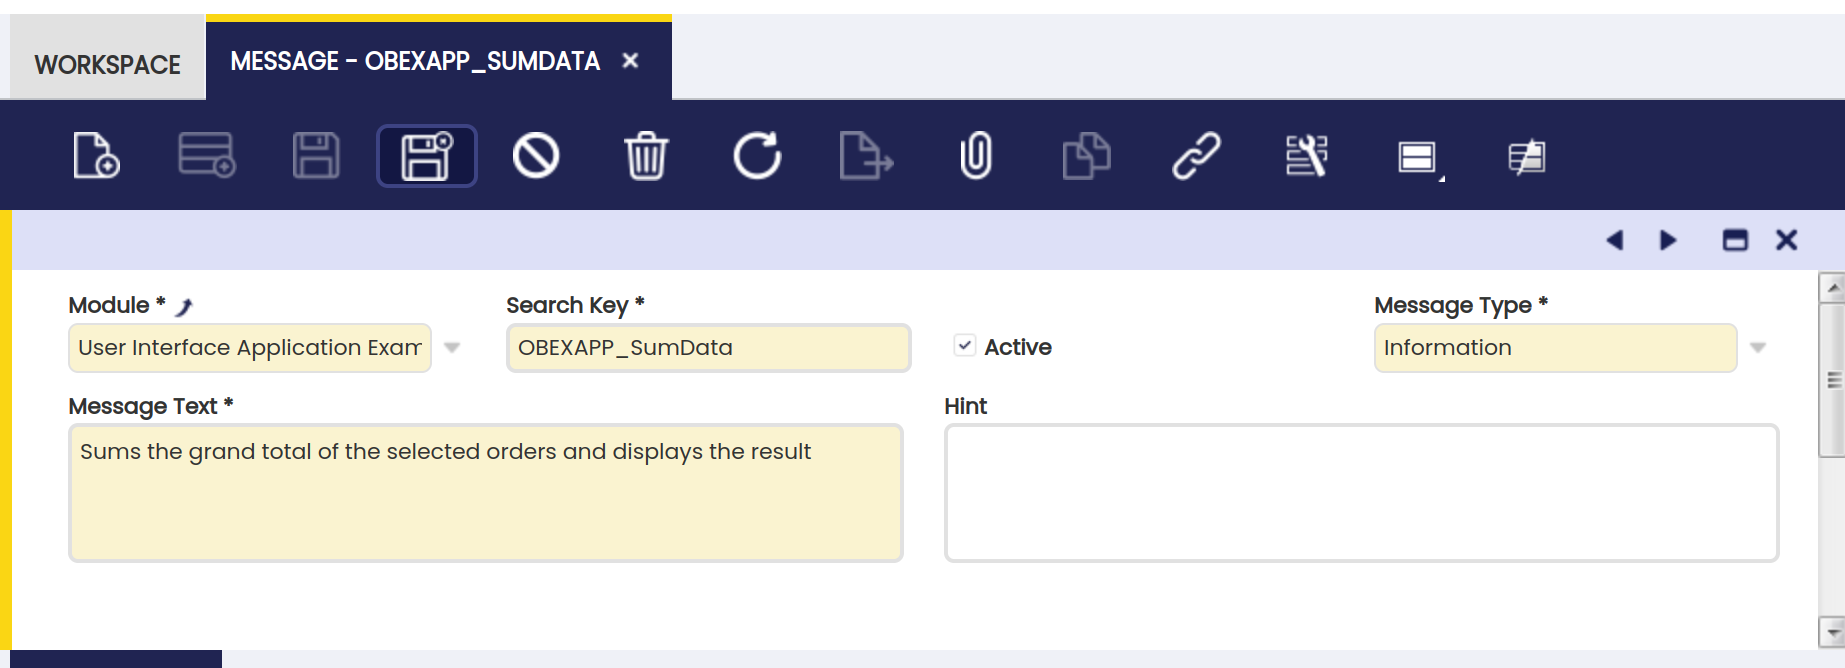 WORKSPACE
MESSAGE - OBEXAPP_SUMDATA
Module *
Search Key *
Message Type *
User Interface Application Exam
OBEXAPP_SumData
Active
Information
Message Text *
Hint
Sums the grand total of the selected orders and displays the result